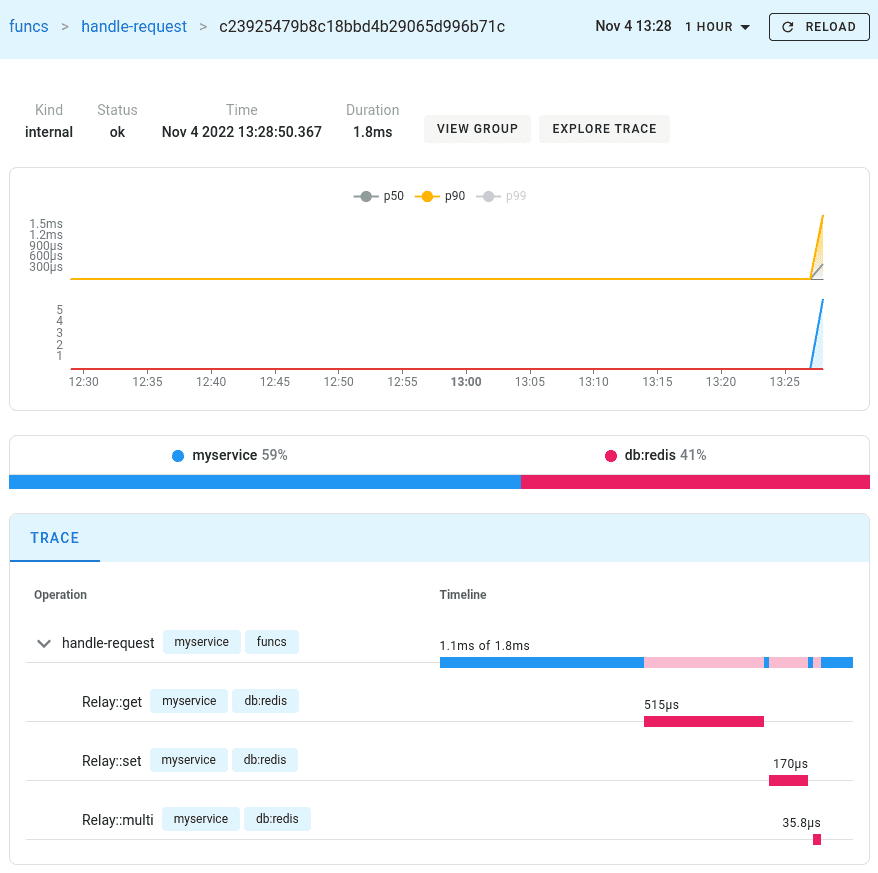 funcs > handle-request > c23925479b8c18bbd4b29065d996b71c Nov 4 13:28 1 HOUR RELOAD
Kind Status Time Duration
internal ok Nov 4 2022 13:28:50.367 1.8ms VIEW GROUP EXPLORE TRACE
p50 p90 p99
1.5ms
1.2ms
900µs
600µs
300µs
5
4
3
2
1
12:30 12:35 12:40 12:45 12:50 12:55 13:00 13:05 13:10 13:15 13:20 13:25
myservice 59% db:redis 41%
TRACE
Operation Timeline
handle-request myservice funcs 1.1ms of 1.8ms
Relay::get myservice db:redis 515µs
Relay::set myservice db:redis 170µs
Relay::multi myservice db:redis 35.8µs